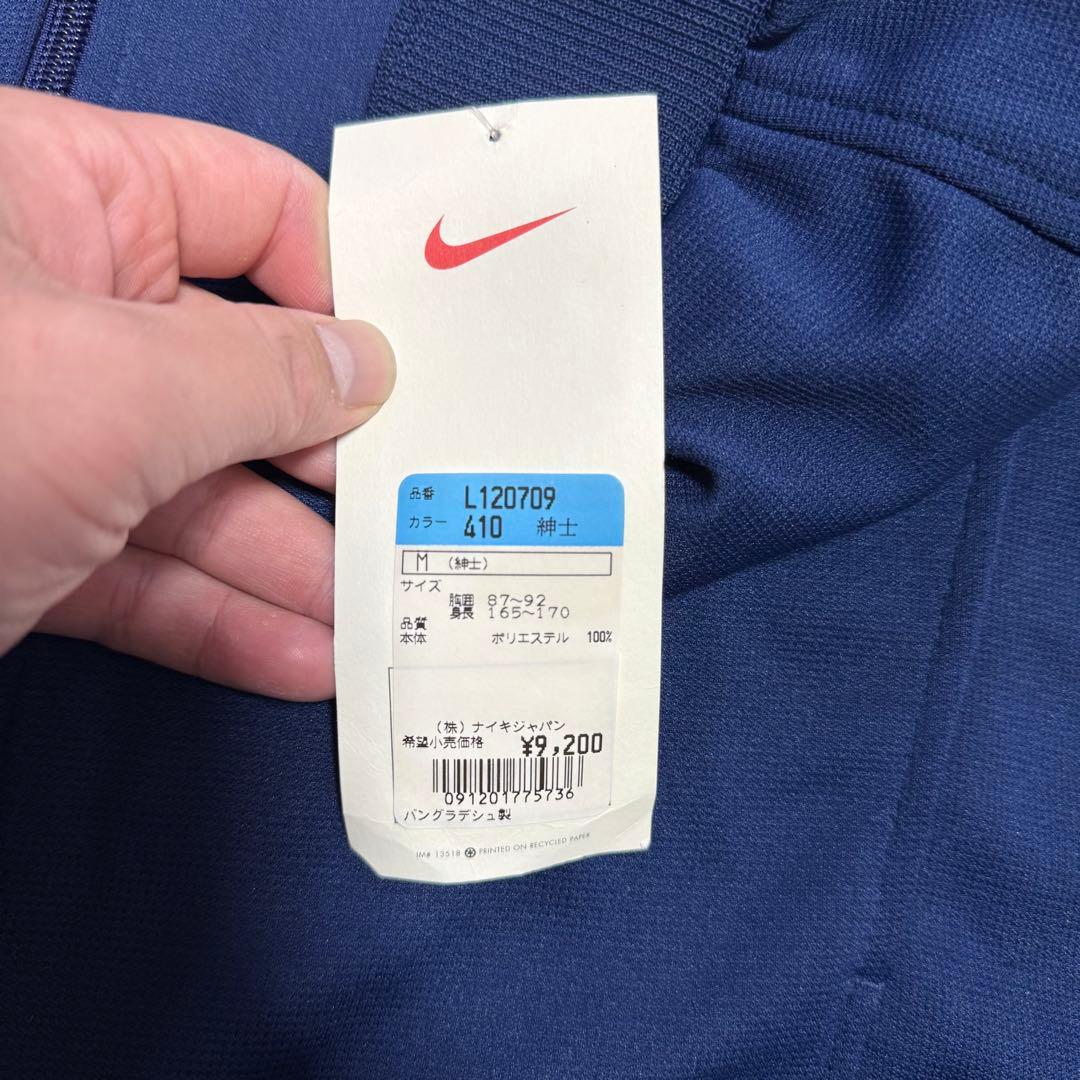 品番 L120709
カラー 410 紳士
M (紳士)
サイズ
胸囲 87~92
身長 165~170
品質
本体 ポリエステル 100%
(株)ナイキジャパン
希望小売価格 ¥9,200
091201775736
バングラデシュ製
IM# 13518 PRINTED ON RECYCLED PAPER